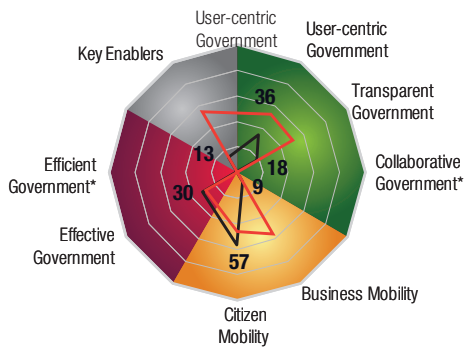 User-centric
Government
User-centric
Government
Key Enablers
Transparent
Government
36
Collaborative
Government*
13
18
Efficient
Government*
30
9
Effective
Government
57
Business Mobility
Citizen
Mobility